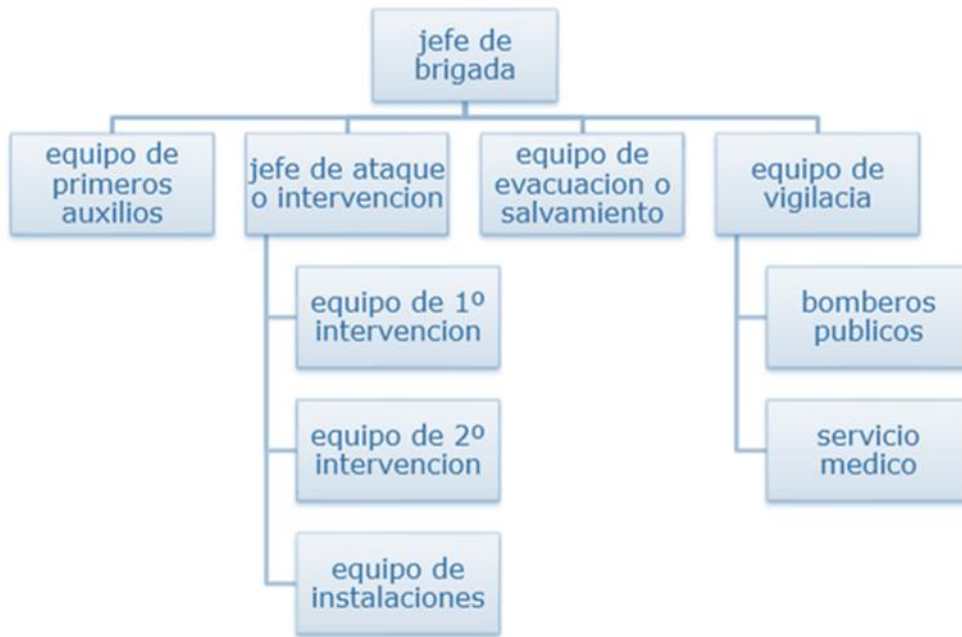 jefe de
brigada
equipo de
primeros
auxilios
jefe de ataque
o intervencion
equipo de
evacuacion o
salvamiento
equipo de
vigilacia
equipo de 1º
intervencion
equipo de 2º
intervencion
equipo de
instalaciones
bomberos
publicos
servicio
medico